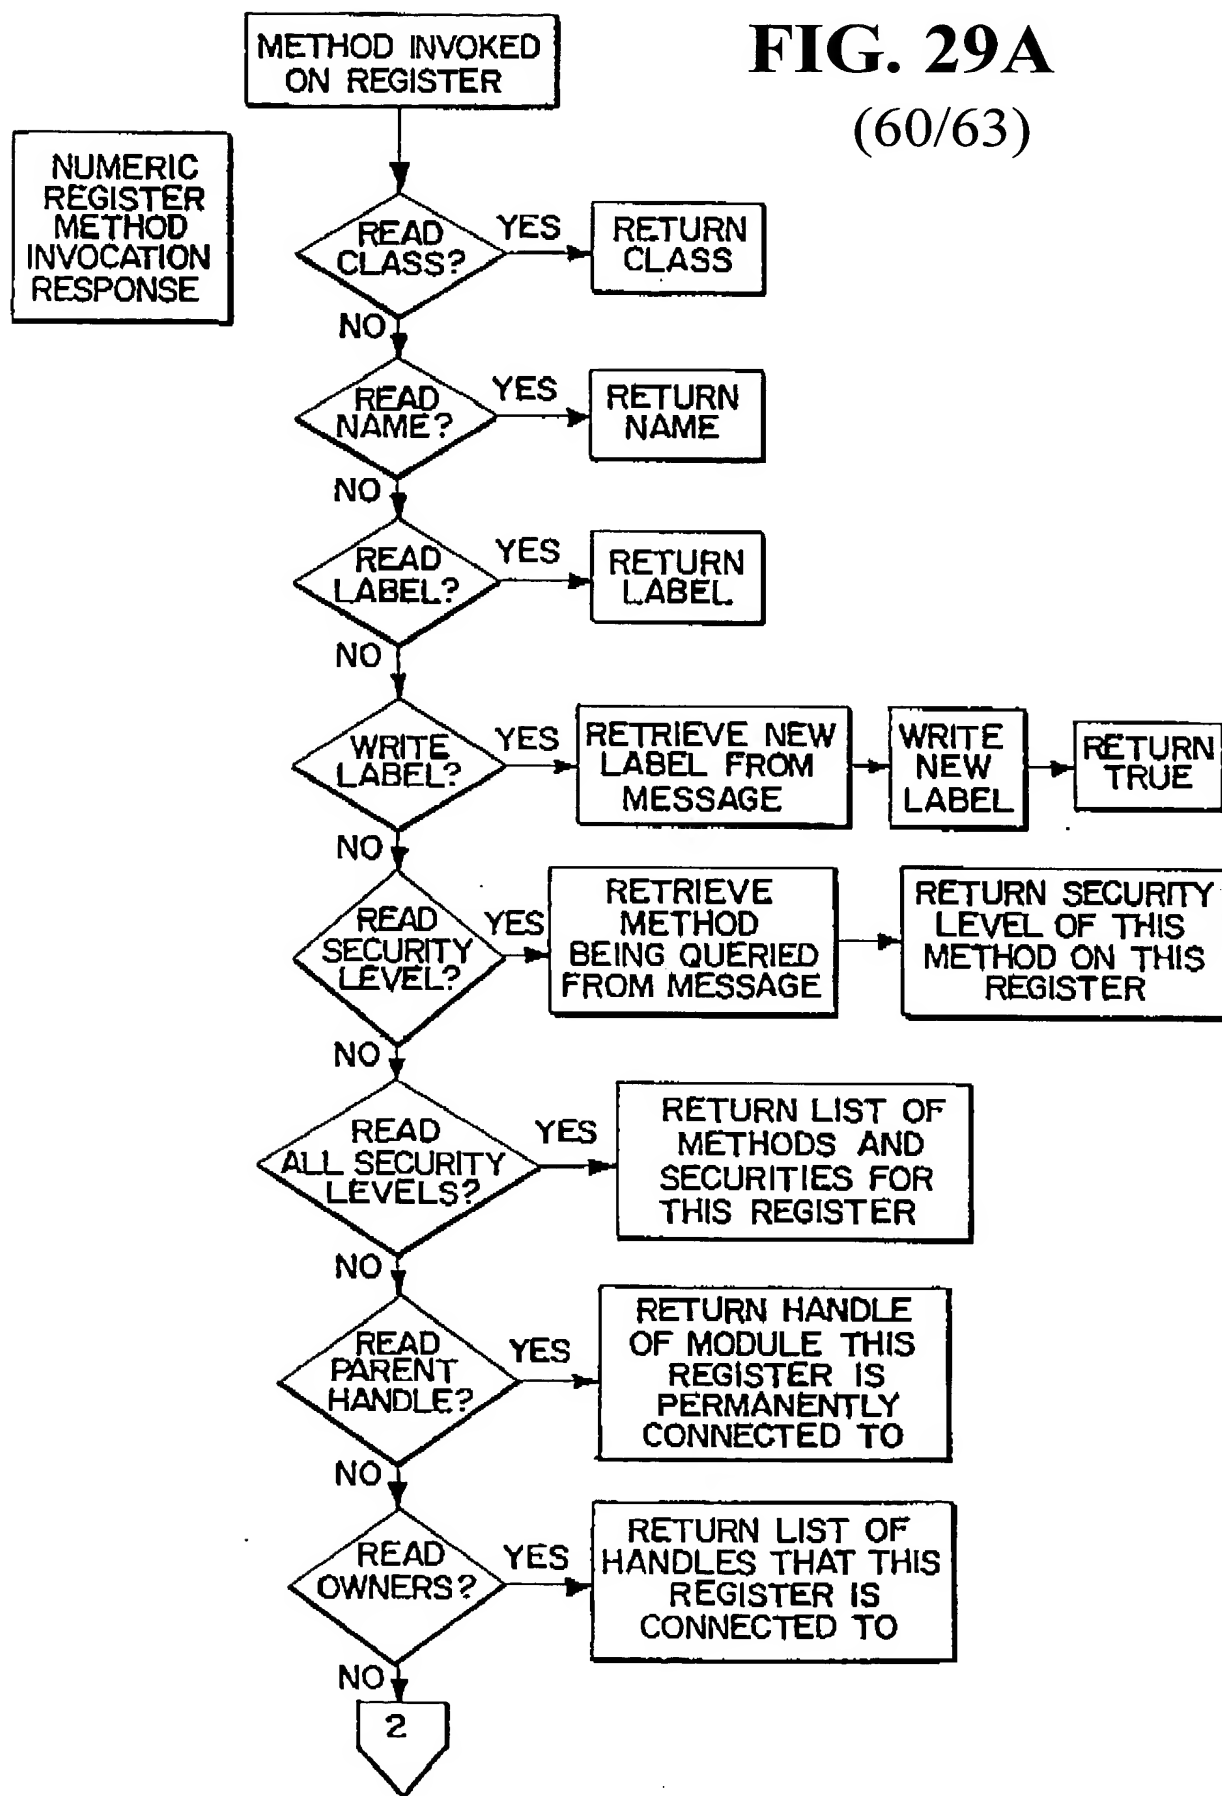 METHOD INVOKED
ON REGISTER
FIG. 29A
(60/63)
NUMERIC
REGISTER
METHOD
INVOCATION
RESPONSE
READ
CLASS?
YES
RETURN
CLASS
NO
READ
NAME?
YES
RETURN
NAME
NO
READ
LABEL?
YES
RETURN
LABEL
NO
WRITE
LABEL?
YES
RETRIEVE NEW
LABEL FROM
MESSAGE
WRITE
NEW
LABEL
RETURN
TRUE
NO
READ
SECURITY
LEVEL?
YES
RETRIEVE
METHOD
BEING QUERIED
FROM MESSAGE
RETURN SECURITY
LEVEL OF THIS
METHOD ON THIS
REGISTER
NO
READ
ALL SECURITY
LEVELS?
YES
RETURN LIST OF
METHODS AND
SECURITIES FOR
THIS REGISTER
NO
READ
PARENT
HANDLE?
YES
RETURN HANDLE
OF MODULE THIS
REGISTER IS
PERMANENTLY
CONNECTED TO
NO
READ
OWNERS?
YES
RETURN LIST OF
HANDLES THAT THIS
REGISTER IS
CONNECTED TO
NO
2